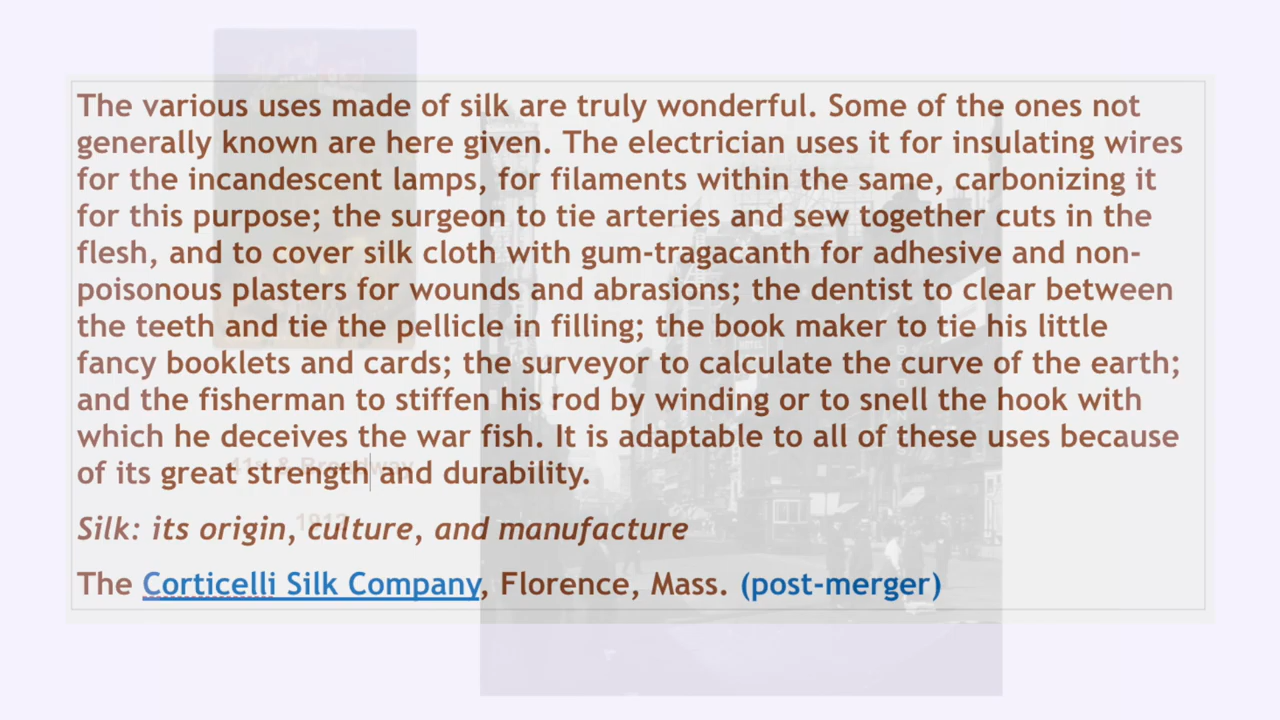 The various uses made of silk are truly wonderful. Some of the ones not
generally known are here given. The electrician uses it for insulating wires
for the incandescent lamps, for filaments within the same, carbonizing it
for this purpose; the surgeon to tie arteries and sew together cuts in the
flesh, and to cover silk cloth with gum-tragacanth for adhesive and non-
poisonous plasters for wounds and abrasions; the dentist to clear between
the teeth and tie the pellicle in filling; the book maker to tie his little
fancy booklets and cards; the surveyor to calculate the curve of the earth;
and the fisherman to stiffen his rod by winding or to snell the hook with
which he deceives the war fish. It is adaptable to all of these uses because
of its great strength and durability.
41st & Broadway
Silk: its origin, culture, and manufacture
1912
The Corticelli Silk Company, Florence, Mass. (post-merger)